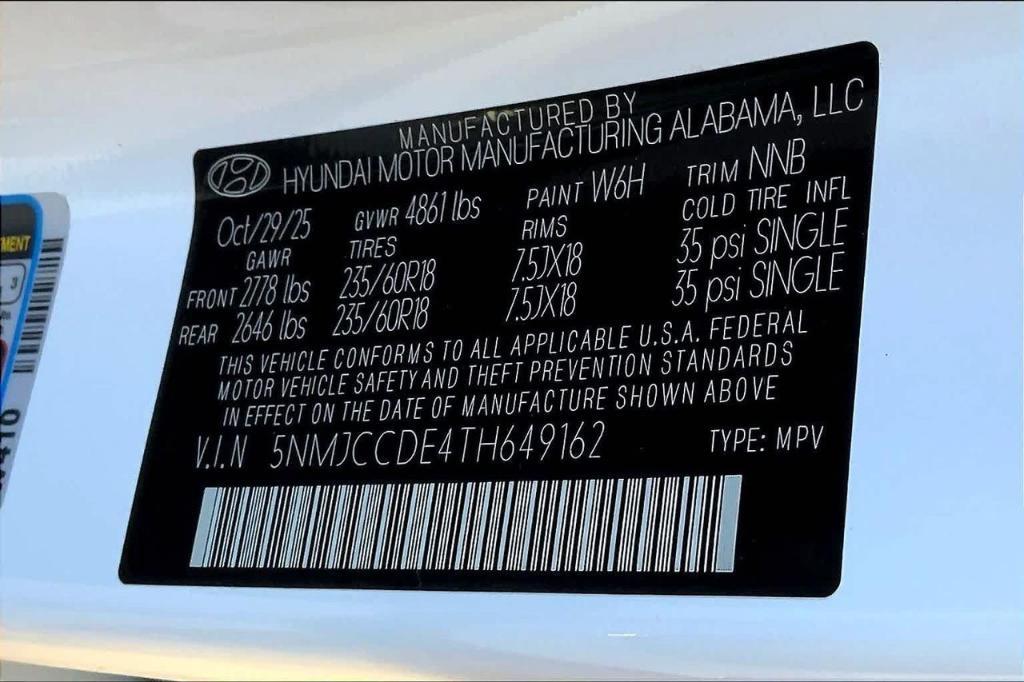 MANUFACTURED BY
HYUNDAI MOTOR MANUFACTURING ALABAMA, LLC
Oct/29/25 GVWR 4861 lbs PAINT W6H TRIM NNB
GAWR TIRES RIMS COLD TIRE INFL
FRONT 2778 lbs 235/60R18 7.5JX18 35 psi SINGLE
REAR 2646 lbs 235/60R18 7.5JX18 35 psi SINGLE
THIS VEHICLE CONFORMS TO ALL APPLICABLE U.S.A. FEDERAL
MOTOR VEHICLE SAFETY AND THEFT PREVENTION STANDARDS
IN EFFECT ON THE DATE OF MANUFACTURE SHOWN ABOVE
V.I.N 5NMJCCDE4TH649162 TYPE: MPV